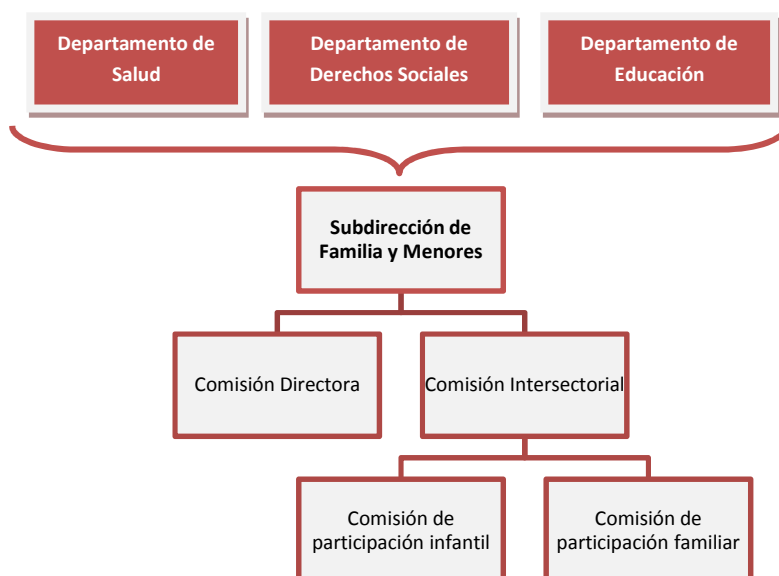 Departamento de
Salud
Departamento de
Derechos Sociales
Departamento de
Educación
Subdirección de
Familia y Menores
Comisión Directora
Comisión Intersectorial
Comisión de
participación infantil
Comisión de
participación familiar